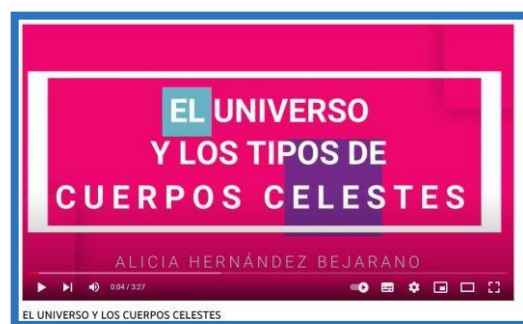 EL UNIVERSO
Y LOS TIPOS DE
CUERPOS CELESTES
ALICIA HERNÁNDEZ BEJARANO
0:04 / 3:27
EL UNIVERSO Y LOS CUERPOS CELESTES